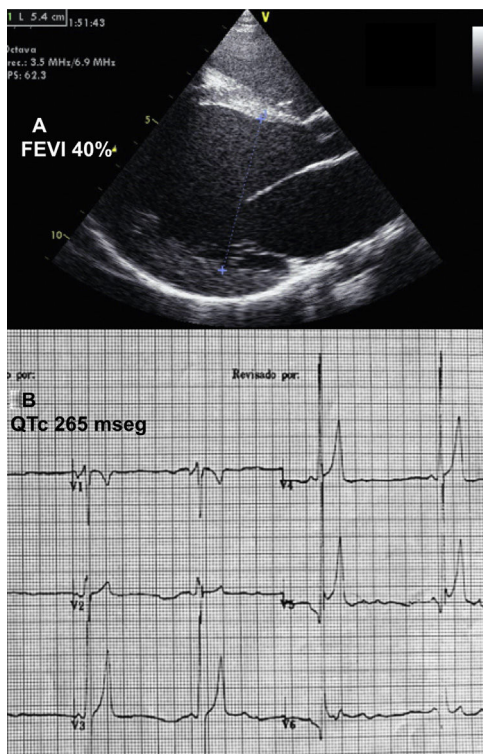 1 L 5.4 cm
1:51:43
Octava
rec.: 3.5 MHz/6.9 MHz
PS: 62.3
V
5
A
FEVI 40%
10
o por:
Revisado por:
B
QTc 265 mseg
V1
V4
V2
V5
V3
V6